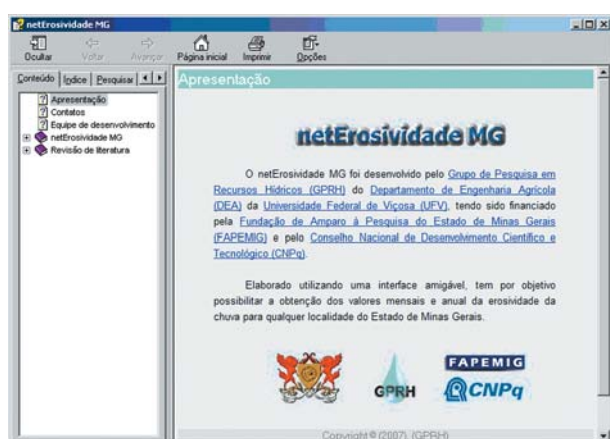 netErosividade MG
Ocultar Voltar Avançar Página inicial Imprimir Opções
Conteúdo Índice Pesquisar
Apresentação
Contatos
Equipe de desenvolvimento
netErosividade MG
Revisão de literatura
Apresentação
netErosividade MG
O netErosividade MG foi desenvolvido pelo Grupo de Pesquisa em
Recursos Hídricos (GPRH) do Departamento de Engenharia Agrícola
(DEA) da Universidade Federal de Viçosa (UFV), tendo sido financiado
pela Fundação de Amparo à Pesquisa do Estado de Minas Gerais
(FAPEMIG) e pelo Conselho Nacional de Desenvolvimento Científico e
Tecnológico (CNPq).
Elaborado utilizando uma interface amigável, tem por objetivo
possibilitar a obtenção dos valores mensais e anual da erosividade da
chuva para qualquer localidade do Estado de Minas Gerais.
GPRH
FAPEMIG
CNPq
Copyright © (2007), (GPRH)